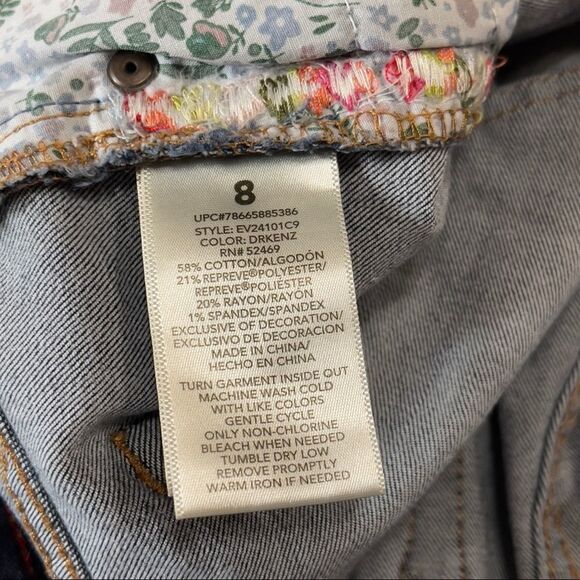 8
UPC#78665885386
STYLE: EV24101C9
COLOR: DRKENZ
RN# 52469
58% COTTON/ALGODÓN
21% REPREVE®POLYESTER/
REPREVE®POLIÉSTER
20% RAYON/RAYÓN
1% SPANDEX/SPANDEX
EXCLUSIVE OF DECORATION/
EXCLUSIVO DE DECORACION
MADE IN CHINA/
HECHO EN CHINA
TURN GARMENT INSIDE OUT
MACHINE WASH COLD
WITH LIKE COLORS
GENTLE CYCLE
ONLY NON-CHLORINE
BLEACH WHEN NEEDED
TUMBLE DRY LOW
REMOVE PROMPTLY
WARM IRON IF NEEDED